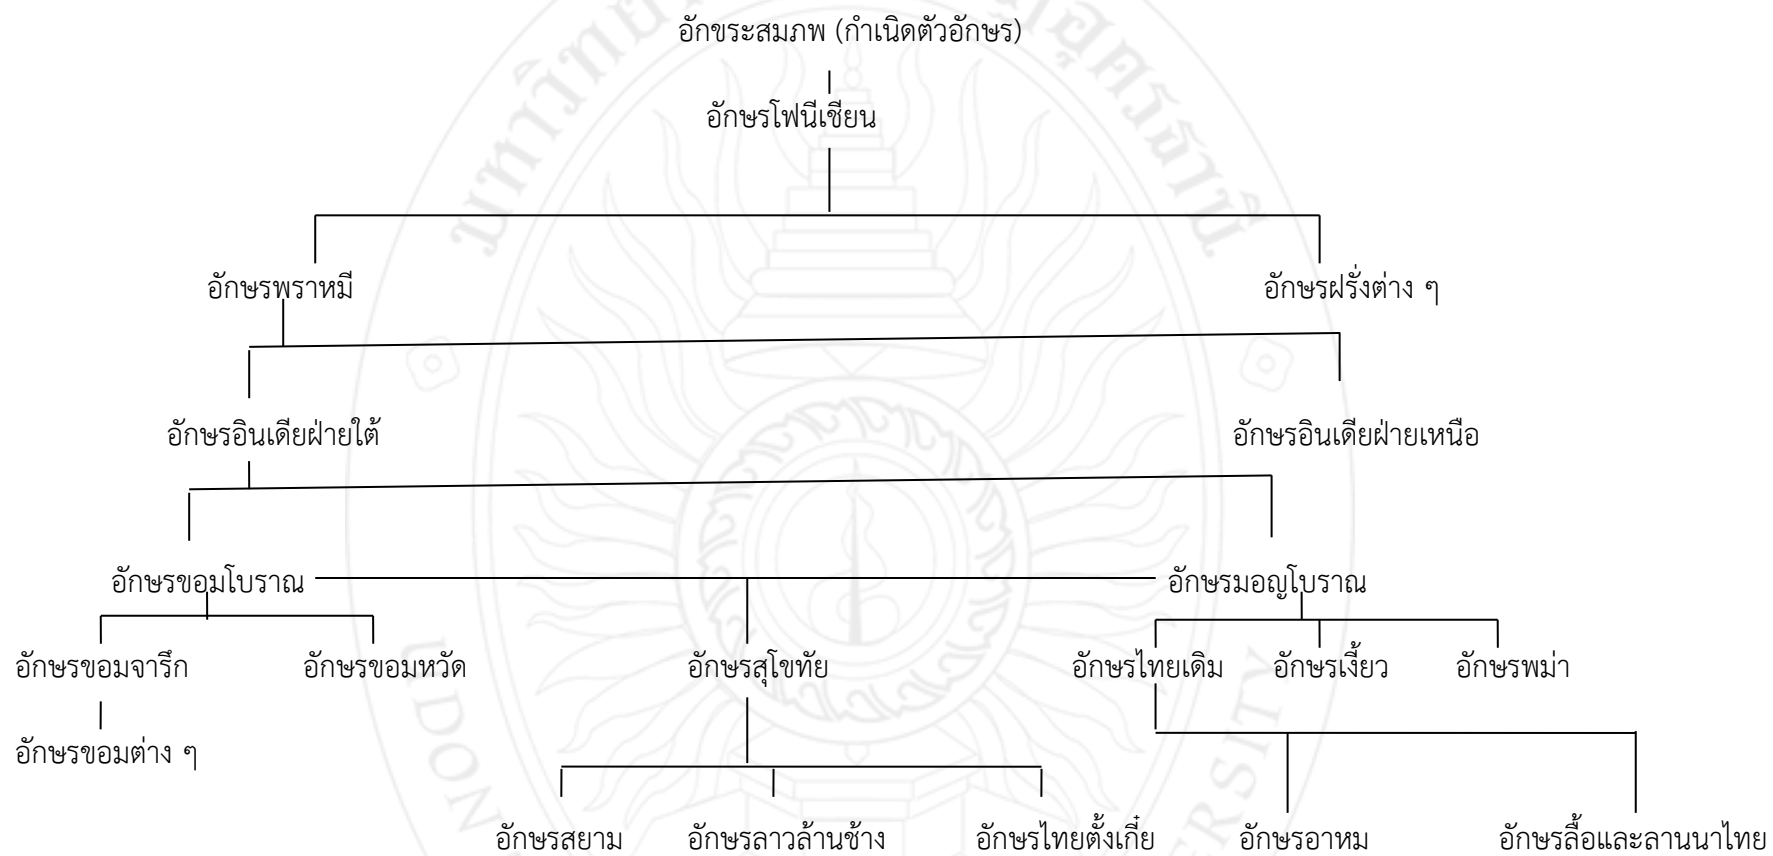 อักขระสมภพ (กำเนิดตัวอักษร)
อักษรโฟนีเชียน
อักษรพราหมี
อักษรฝรั่งต่าง ๆ
อักษรอินเดียฝ่ายใต้
อักษรอินเดียฝ่ายเหนือ
อักษรขอมโบราณ
อักษรมอญโบราณ
อักษรขอมจารึก
อักษรขอมหวัด
อักษรสุโขทัย
อักษรไทยเดิม
อักษรเงี้ยว
อักษรพม่า
อักษรขอมต่าง ๆ
อักษรสยาม
อักษรลาวล้านช้าง
อักษรไทยตั้งเกี๋ย
อักษรอาหม
อักษรลื้อและลานนาไทย